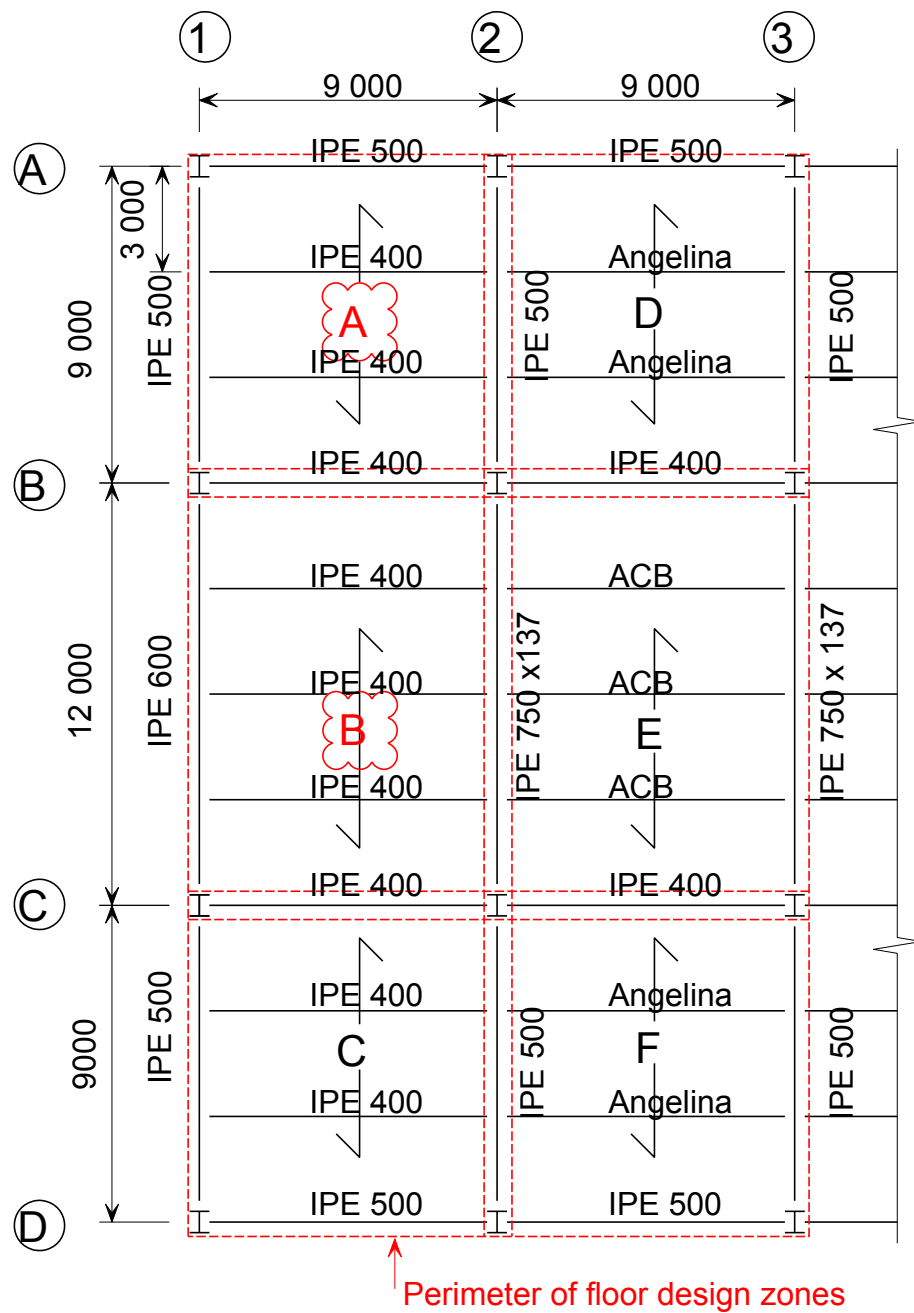 1 2 3
9 000 9 000
A
IPE 500 IPE 500
3 000
IPE 400 Angelina
9 000
IPE 500
A
IPE 500
D
IPE 500
IPE 400 Angelina
IPE 400 IPE 400
B
IPE 400 ACB
12 000
IPE 600
IPE 400
IPE 750 x137
ACB
IPE 750 x 137
B
E
IPE 400 ACB
IPE 400 IPE 400
C
IPE 400 Angelina
9000
IPE 500
C
IPE 500
F
IPE 500
IPE 400 Angelina
IPE 500 IPE 500
D
Perimeter of floor design zones